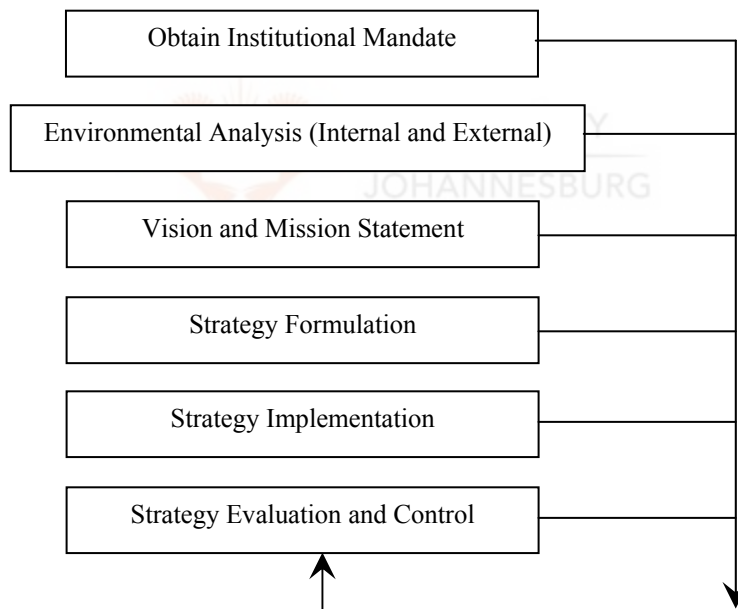 Obtain Institutional Mandate
Environmental Analysis (Internal and External)
Y
JOHANNESBURG
Vision and Mission Statement
Strategy Formulation
Strategy Implementation
Strategy Evaluation and Control